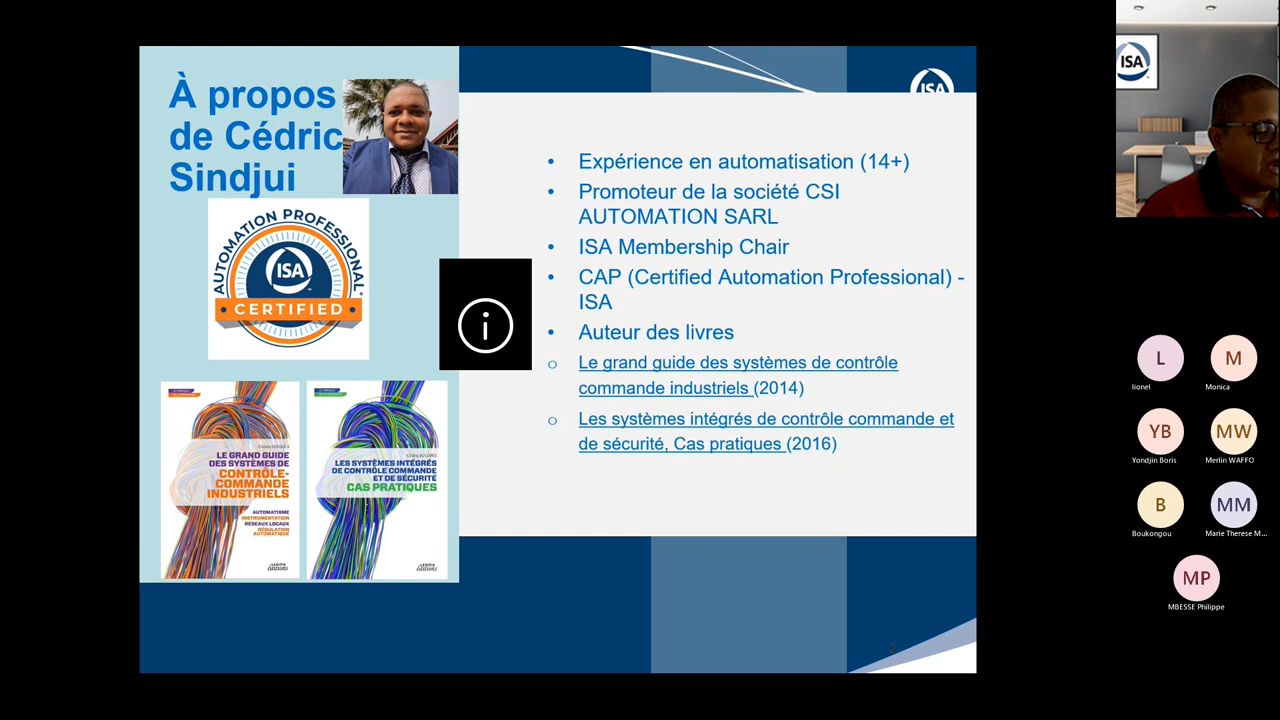 À propos
de Cédric
Sindjui
AUTOMATION PROFESSIONAL
ISA
CERTIFIED
LE GRAND GUIDE
DES SYSTÈMES DE
CONTRÔLE-
COMMANDE
INDUSTRIELS
AUTOMATISME
INSTRUMENTATION
RÉSEAUX LOCAUX
RÉGULATION
AUTOMATIQUE
LES SYSTÈMES INTÉGRÉS
DE CONTRÔLE COMMANDE
ET DE SÉCURITÉ
CAS PRATIQUES
ISA
• Expérience en automatisation (14+)
• Promoteur de la société CSI
AUTOMATION SARL
• ISA Membership Chair
• CAP (Certified Automation Professional) -
ISA
• Auteur des livres
o Le grand guide des systèmes de contrôle
commande industriels (2014)
o Les systèmes intégrés de contrôle commande et
de sécurité, Cas pratiques (2016)
2
ISA
L
lionel
M
Monica
YB
Yondjin Boris
MW
Merlin WAFFO
B
Boukongou
MM
Marie Therese M...
MP
MBESSE Philippe